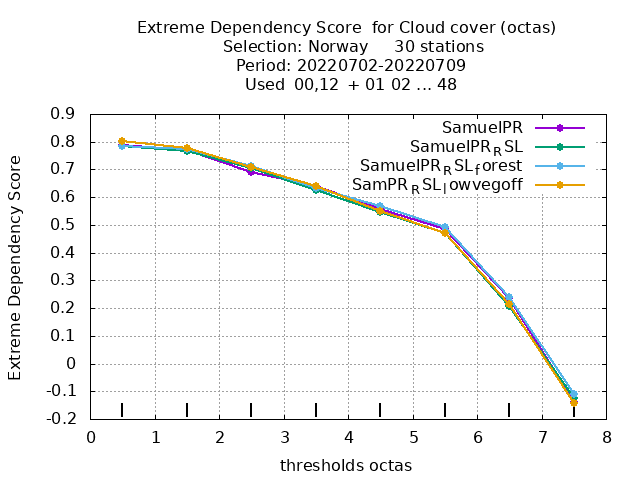 Extreme Dependency Score  for Cloud cover (octas)
Selection: Norway     30 stations
Period: 20220702-20220709
Used  00,12  + 01 02 ... 48
SamuelPR
SamuelPR_RSL
SamuelPR_RSL_forest
SamPR_RSL_lowvegoff
Extreme Dependency Score
0.9
0.8
0.7
0.6
0.5
0.4
0.3
0.2
0.1
0
-0.1
-0.2
0 1 2 3 4 5 6 7 8
thresholds octas